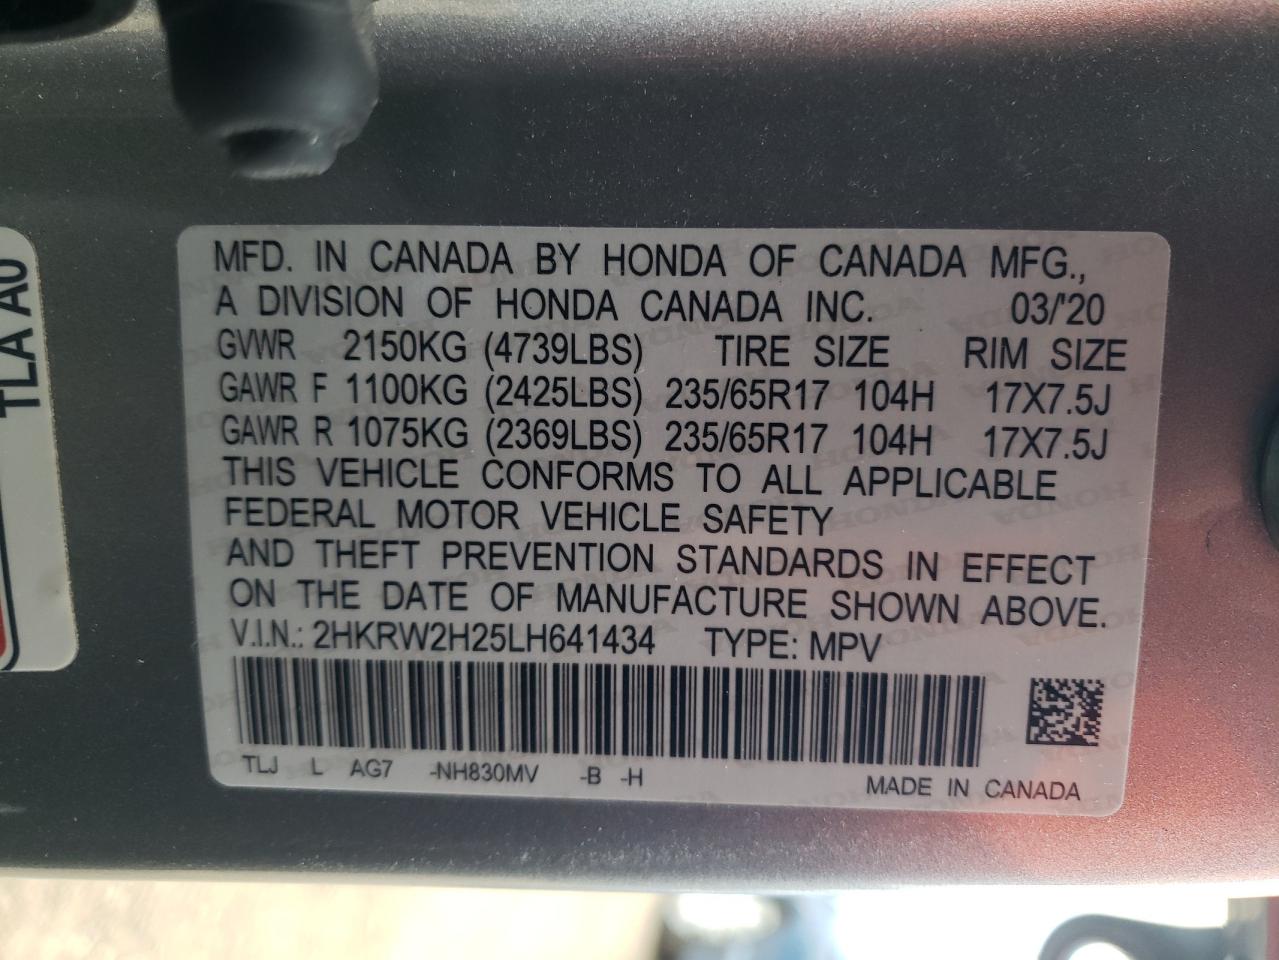 MFD. IN CANADA BY HONDA OF CANADA MFG.,
A DIVISION OF HONDA CANADA INC. 03/'20
GVWR 2150KG (4739LBS) TIRE SIZE RIM SIZE
GAWR F 1100KG (2425LBS) 235/65R17 104H 17X7.5J
GAWR R 1075KG (2369LBS) 235/65R17 104H 17X7.5J
THIS VEHICLE CONFORMS TO ALL APPLICABLE
FEDERAL MOTOR VEHICLE SAFETY
AND THEFT PREVENTION STANDARDS IN EFFECT
ON THE DATE OF MANUFACTURE SHOWN ABOVE.
V.I.N.: 2HKRW2H25LH641434 TYPE: MPV
TLJ L AG7 -NH830MV -B -H MADE IN CANADA
TLA A0